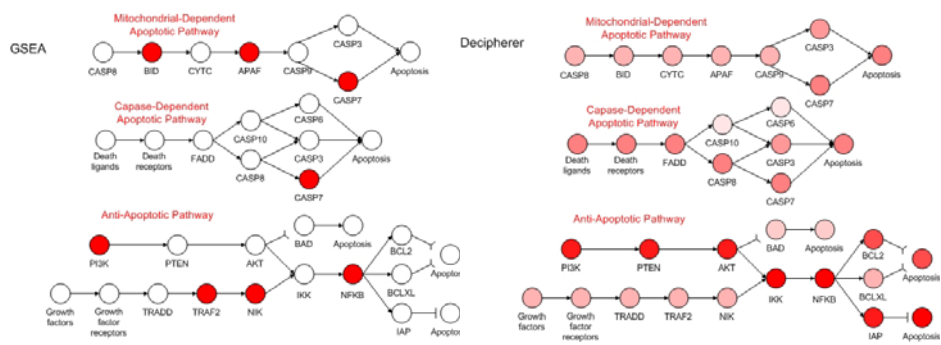 GSEA
Mitochondrial-Dependent
Apoptotic Pathway
CASP8
BID
CYTC
APAF
CASP9
CASP3
CASP7
Apoptosis
Capase-Dependent
Apoptotic Pathway
Death
ligands
Death
receptors
FADD
CASP10
CASP8
CASP6
CASP3
CASP7
Apoptosis
Anti-Apoptotic Pathway
PI3K
PTEN
AKT
BAD
Apoptosis
Growth
factors
Growth
factor
receptors
TRADD
TRAF2
NIK
IKK
NFKB
BCL2
BCLXL
IAP
Apopto
Apopto
Decipherer
Mitochondrial-Dependent
Apoptotic Pathway
CASP8
BID
CYTC
APAF
CASP9
CASP3
CASP7
Apoptosis
Capase-Dependent
Apoptotic Pathway
Death
ligands
Death
receptors
FADD
CASP10
CASP8
CASP6
CASP3
CASP7
Apoptosis
Anti-Apoptotic Pathway
PI3K
PTEN
AKT
BAD
Apoptosis
Growth
factors
Growth
factor
receptors
TRADD
TRAF2
NIK
IKK
NFKB
BCL2
BCLXL
IAP
Apoptosis
Apoptosis